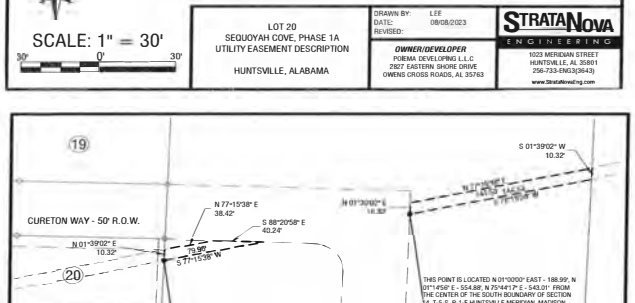 SCALE: 1" = 30'
30' 0' 30'
LOT 20
SEQUOYAH COVE, PHASE 1A
UTILITY EASEMENT DESCRIPTION
HUNTSVILLE, ALABAMA
DRAWN BY: LEE
DATE: 08/08/2023
REVISED:
OWNER/DEVELOPER
POIEMA DEVELOPING L.L.C
2827 EASTERN SHORE DRIVE
OWENS CROSS ROADS, AL 35763
STRATANOVA
ENGINEERING
1023 MERIDIAN STREET
HUNTSVILLE, AL 35801
256-733-ENG3(3643)
www.StrataNovaEng.com
19
S 01°39'02" W
10.32'
N 77°15'38" E
38.42'
CURETON WAY - 50' R.O.W.
S 88°20'58" E
40.24'
N 01°39'02" E
10.32'
79.96'
S 77°15'38" W
20
THIS POINT IS LOCATED N 01°00'00" EAST - 188.99', N
01°14'56" E - 554.88', N 75°44'17" E - 543.01' FROM
THE CENTER OF THE SOUTH BOUNDARY OF SECTION
HUNTSVILLE MERIDIAN, MADISON